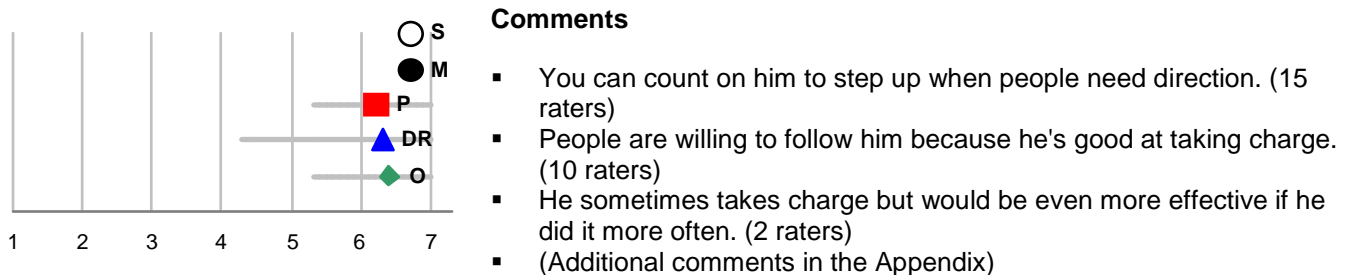 S
M
P
DR
O
1 2 3 4 5 6 7
Comments
▪ You can count on him to step up when people need direction. (15
raters)
▪ People are willing to follow him because he's good at taking charge.
(10 raters)
▪ He sometimes takes charge but would be even more effective if he
did it more often. (2 raters)
▪ (Additional comments in the Appendix)